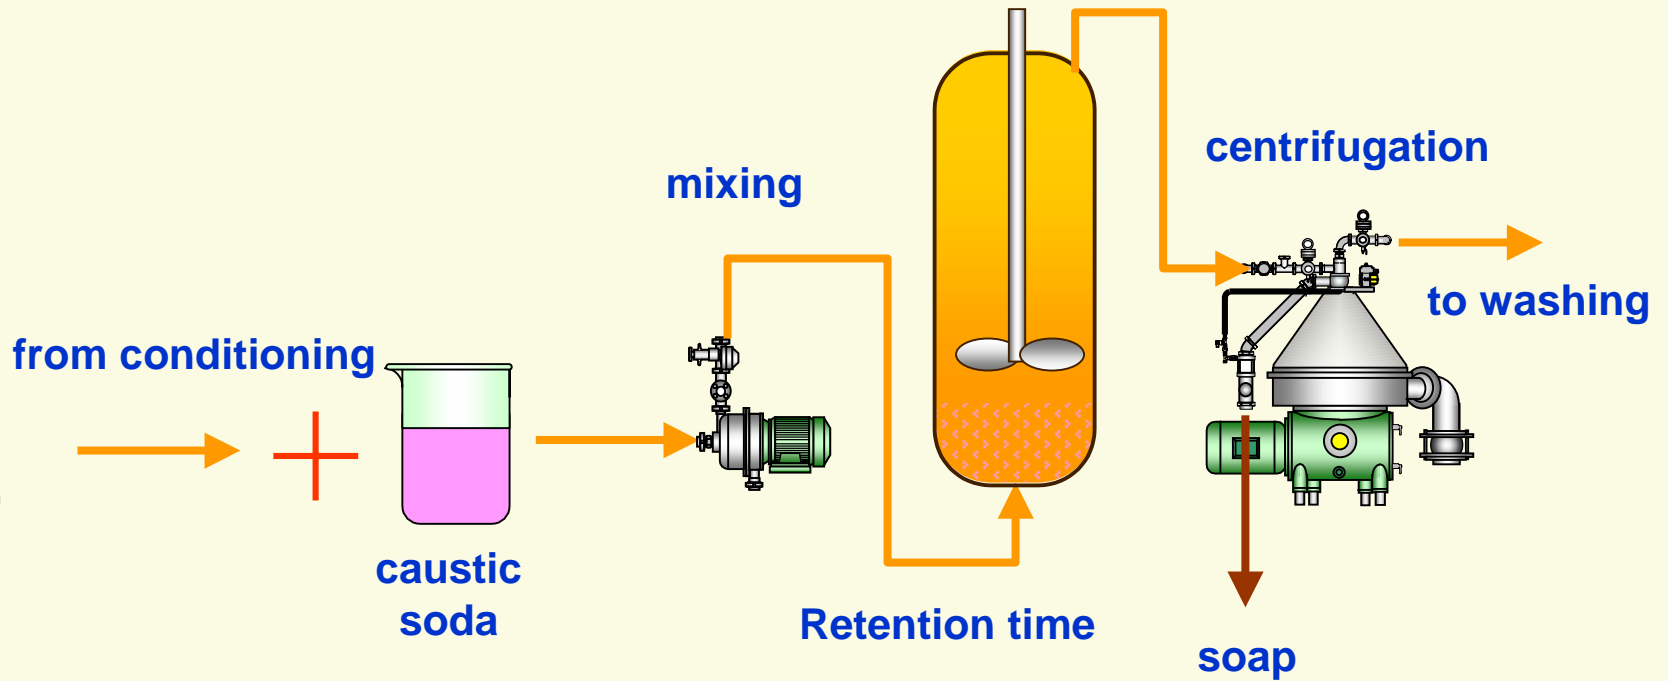 from conditioning
caustic
soda
mixing
Retention time
centrifugation
to washing
soap